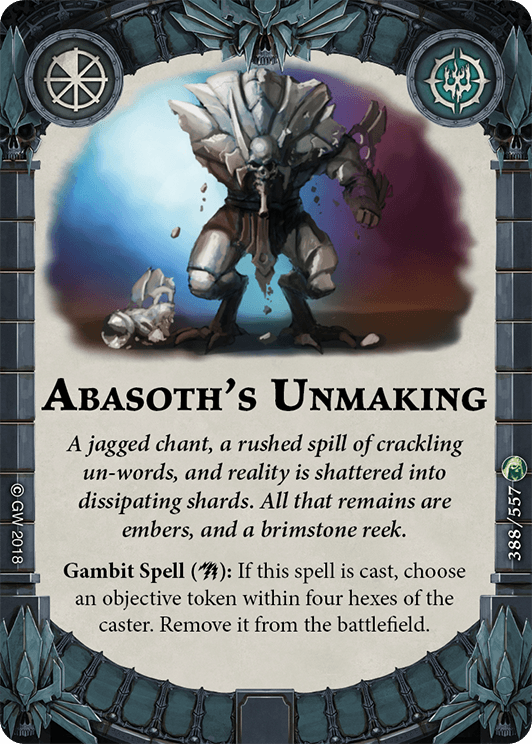 ABASOTH'S UNMAKING
A jagged chant, a rushed spill of crackling
un-words, and reality is shattered into
dissipating shards. All that remains are
embers, and a brimstone reek.
Gambit Spell (): If this spell is cast, choose
an objective token within four hexes of the
caster. Remove it from the battlefield.
© GW 2018
388/557